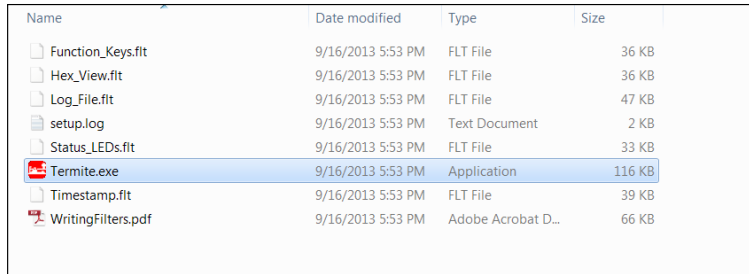 Name Date modified Type Size
Function_Keys.flt 9/16/2013 5:53 PM FLT File 36 KB
Hex_View.flt 9/16/2013 5:53 PM FLT File 36 KB
Log_File.flt 9/16/2013 5:53 PM FLT File 47 KB
setup.log 9/16/2013 5:53 PM Text Document 2 KB
Status_LEDs.flt 9/16/2013 5:53 PM FLT File 33 KB
Termite.exe 9/16/2013 5:53 PM Application 116 KB
Timestamp.flt 9/16/2013 5:53 PM FLT File 39 KB
WritingFilters.pdf 9/16/2013 5:53 PM Adobe Acrobat D... 66 KB